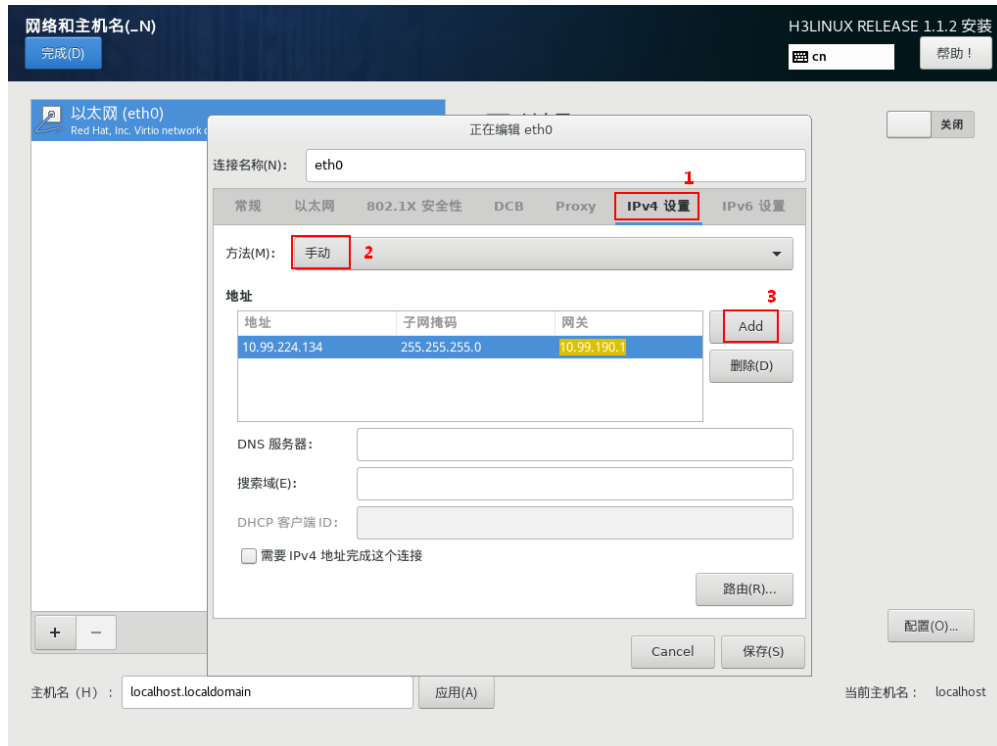 网络和主机名(_N)
H3LINUX RELEASE 1.1.2 安装
完成(D)
cn
帮助！
以太网 (eth0)
Red Hat, Inc. Virtio network
关闭
正在编辑 eth0
连接名称(N)： eth0
1
常规 以太网 802.1X 安全性 DCB Proxy IPv4 设置 IPv6 设置
方法(M)： 手动 2
地址 3
地址 子网掩码 网关
Add
10.99.224.134 255.255.255.0 10.99.190.1
删除(D)
DNS 服务器：
搜索域(E)：
DHCP 客户端 ID：
需要 IPv4 地址完成这个连接
路由(R)...
+ −
配置(O)...
Cancel 保存(S)
主机名（H）： localhost.localdomain 应用(A) 当前主机名： localhost